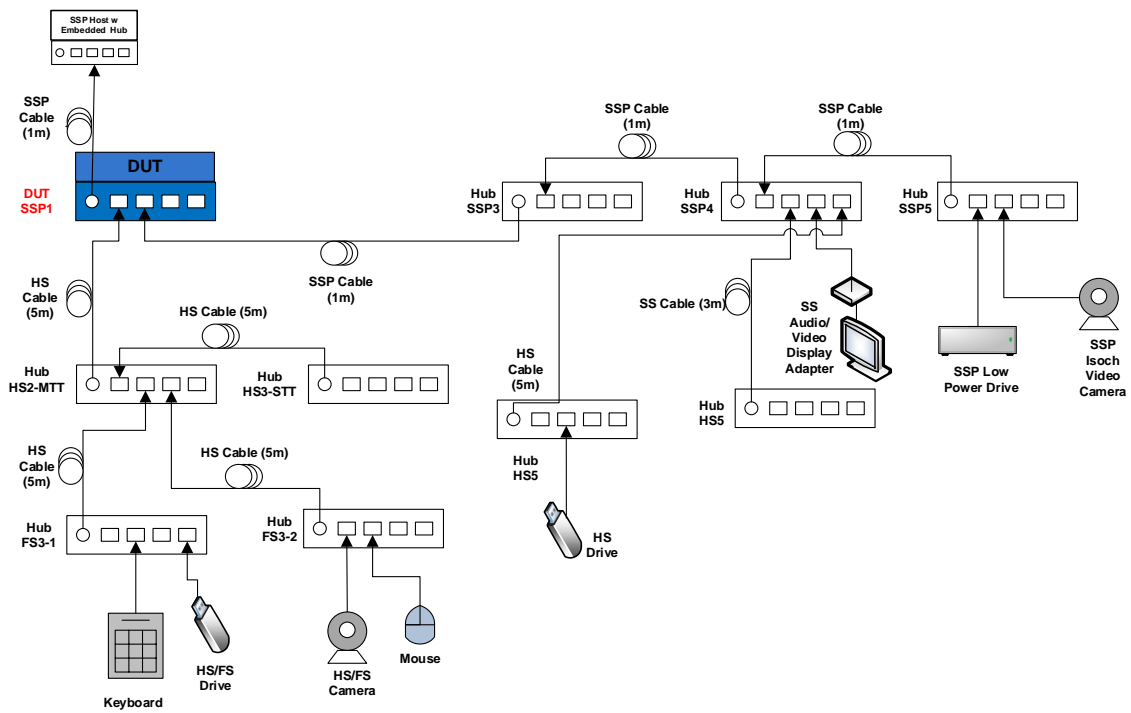 SSP Host w
Embedded Hub
SSP
Cable
(1m)
SSP Cable
(1m)
SSP Cable
(1m)
DUT
DUT
SSP1
Hub
SSP3
Hub
SSP4
Hub
SSP5
SSP Cable
(1m)
HS
Cable
(5m)
HS Cable (5m)
SS Cable (3m)
SS
Audio/
Video
Display
Adapter
SSP Low
Power Drive
SSP
Isoch
Video
Camera
Hub
HS2-MTT
Hub
HS3-STT
HS
Cable
(5m)
Hub
HS5
Hub
HS5
HS
Drive
HS
Cable
(5m)
HS Cable (5m)
Hub
FS3-1
Hub
FS3-2
Keyboard
HS/FS
Drive
HS/FS
Camera
Mouse